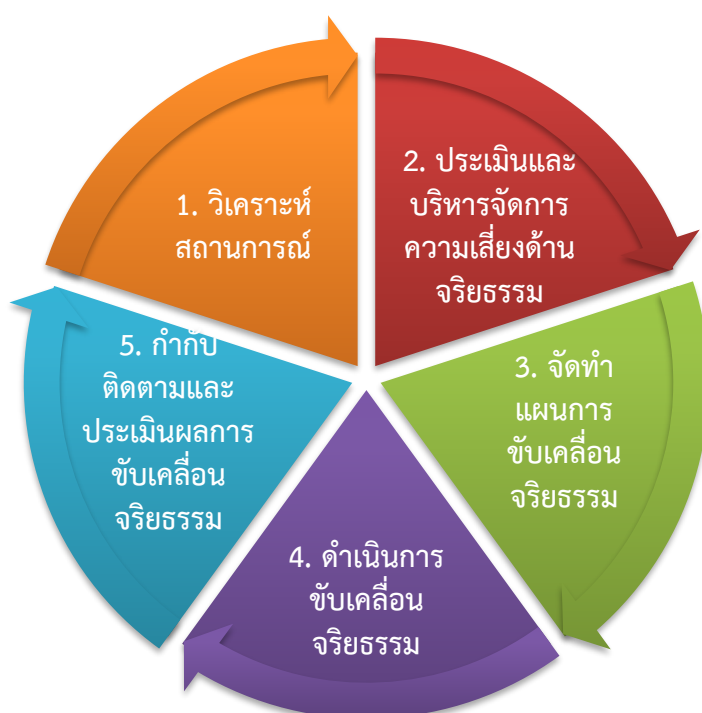 1. วิเคราะห์
สถานการณ์
2. ประเมินและ
บริหารจัดการ
ความเสี่ยงด้าน
จริยธรรม
3. จัดทำ
แผนการ
ขับเคลื่อน
จริยธรรม
4. ดำเนินการ
ขับเคลื่อน
จริยธรรม
5. กำกับ
ติดตามและ
ประเมินผลการ
ขับเคลื่อน
จริยธรรม